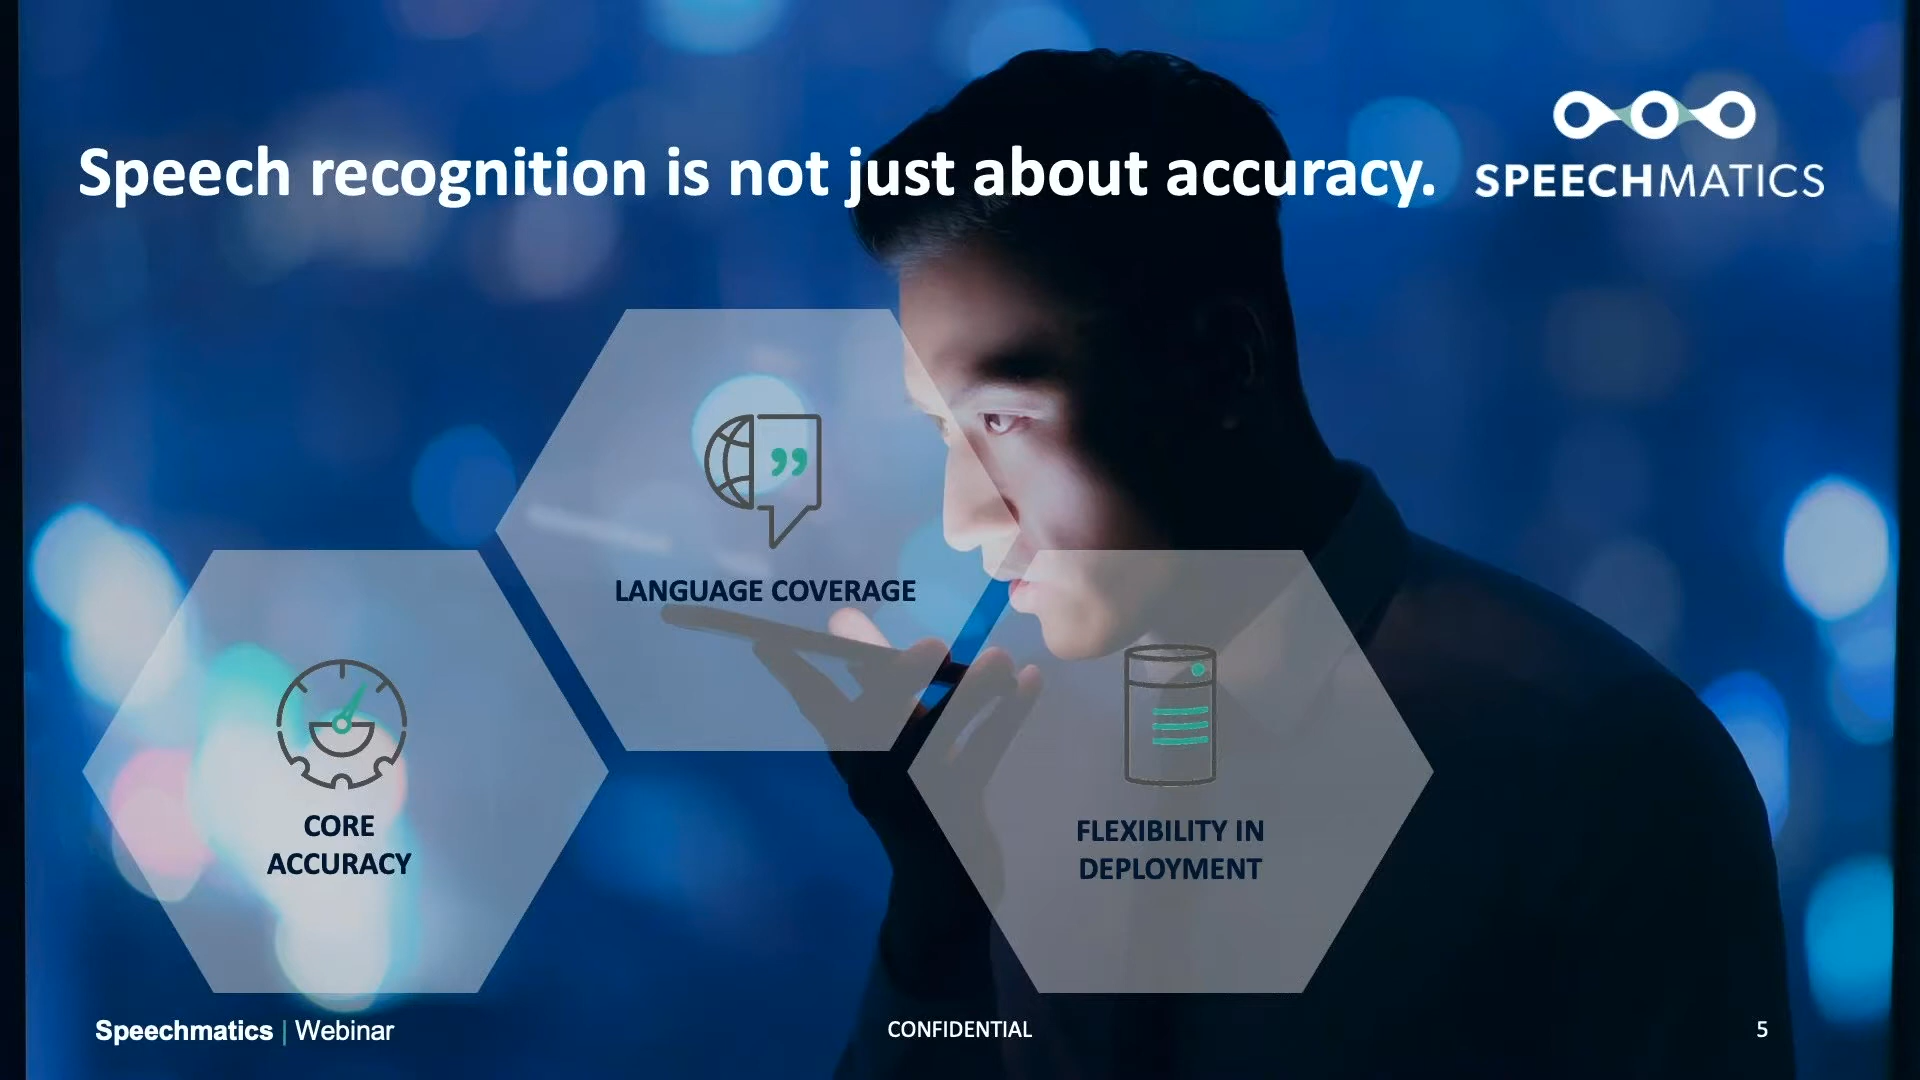 Speech recognition is not just about accuracy.
SPEECHMATICS
LANGUAGE COVERAGE
CORE
ACCURACY
FLEXIBILITY IN
DEPLOYMENT
Speechmatics | Webinar
CONFIDENTIAL
5